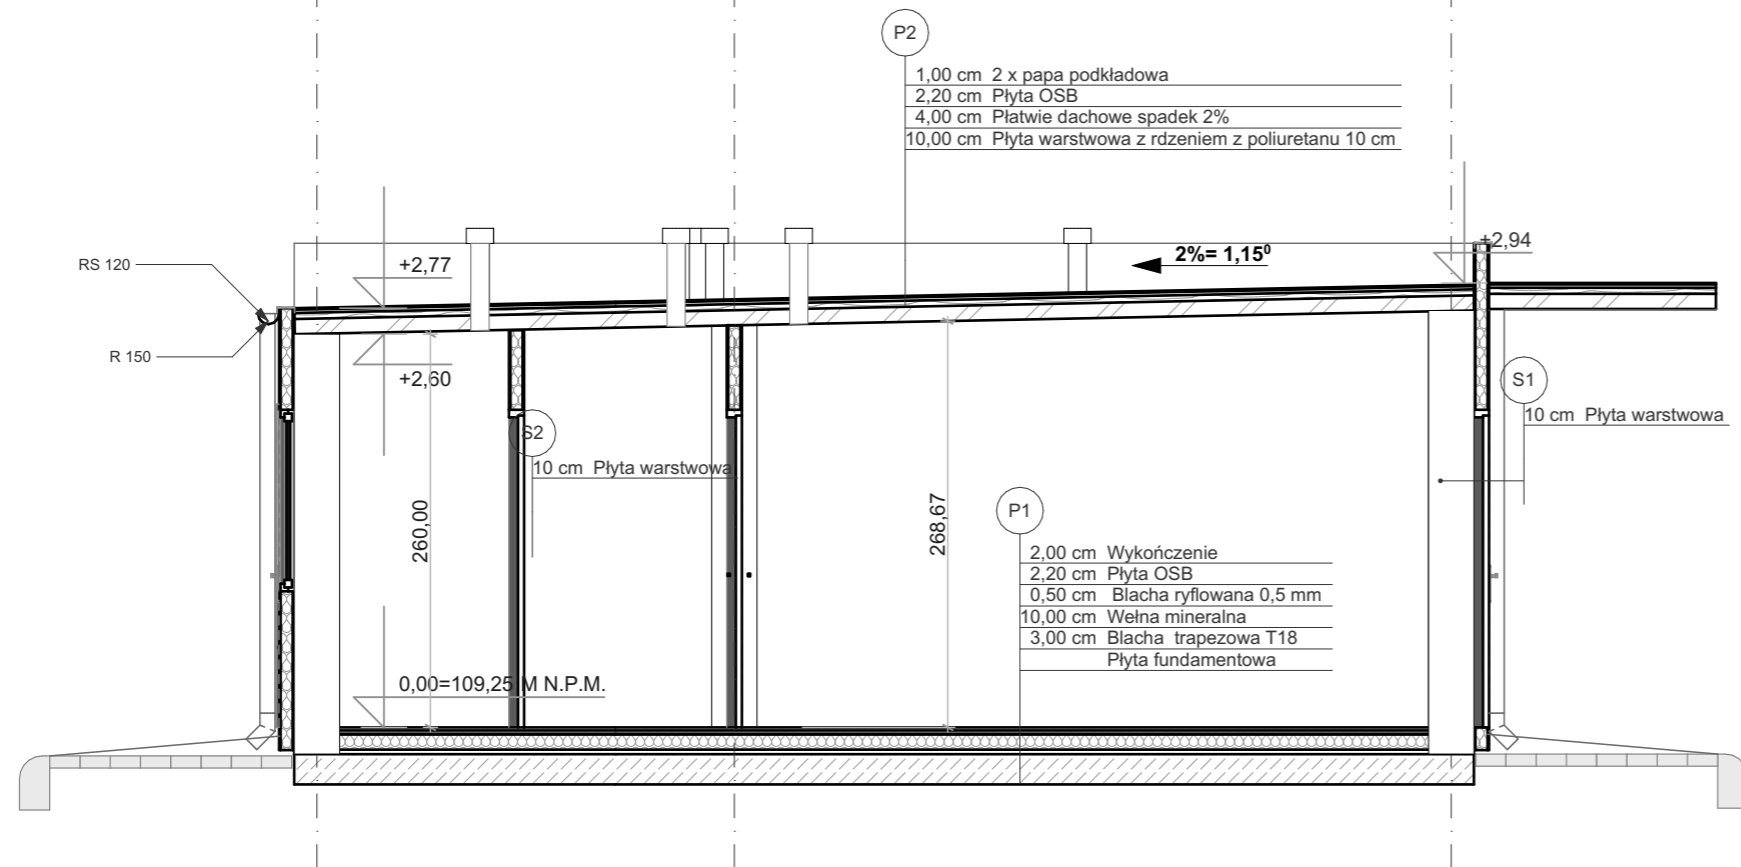 P2
1,00 cm 2 x papa podkładowa
2,20 cm Płyta OSB
4,00 cm Płatwie dachowe spadek 2%
10,00 cm Płyta warstwowa z rdzeniem z poliuretanu 10 cm
RS 120
+2,77
2%= 1,15⁰
+2,94
R 150
+2,60
S1
10 cm Płyta warstwowa
S2
10 cm Płyta warstwowa
260,00
268,67
P1
2,00 cm Wykończenie
2,20 cm Płyta OSB
0,50 cm Blacha ryflowana 0,5 mm
10,00 cm Wełna mineralna
3,00 cm Blacha trapezowa T18
Płyta fundamentowa
0,00=109,25 M N.P.M.